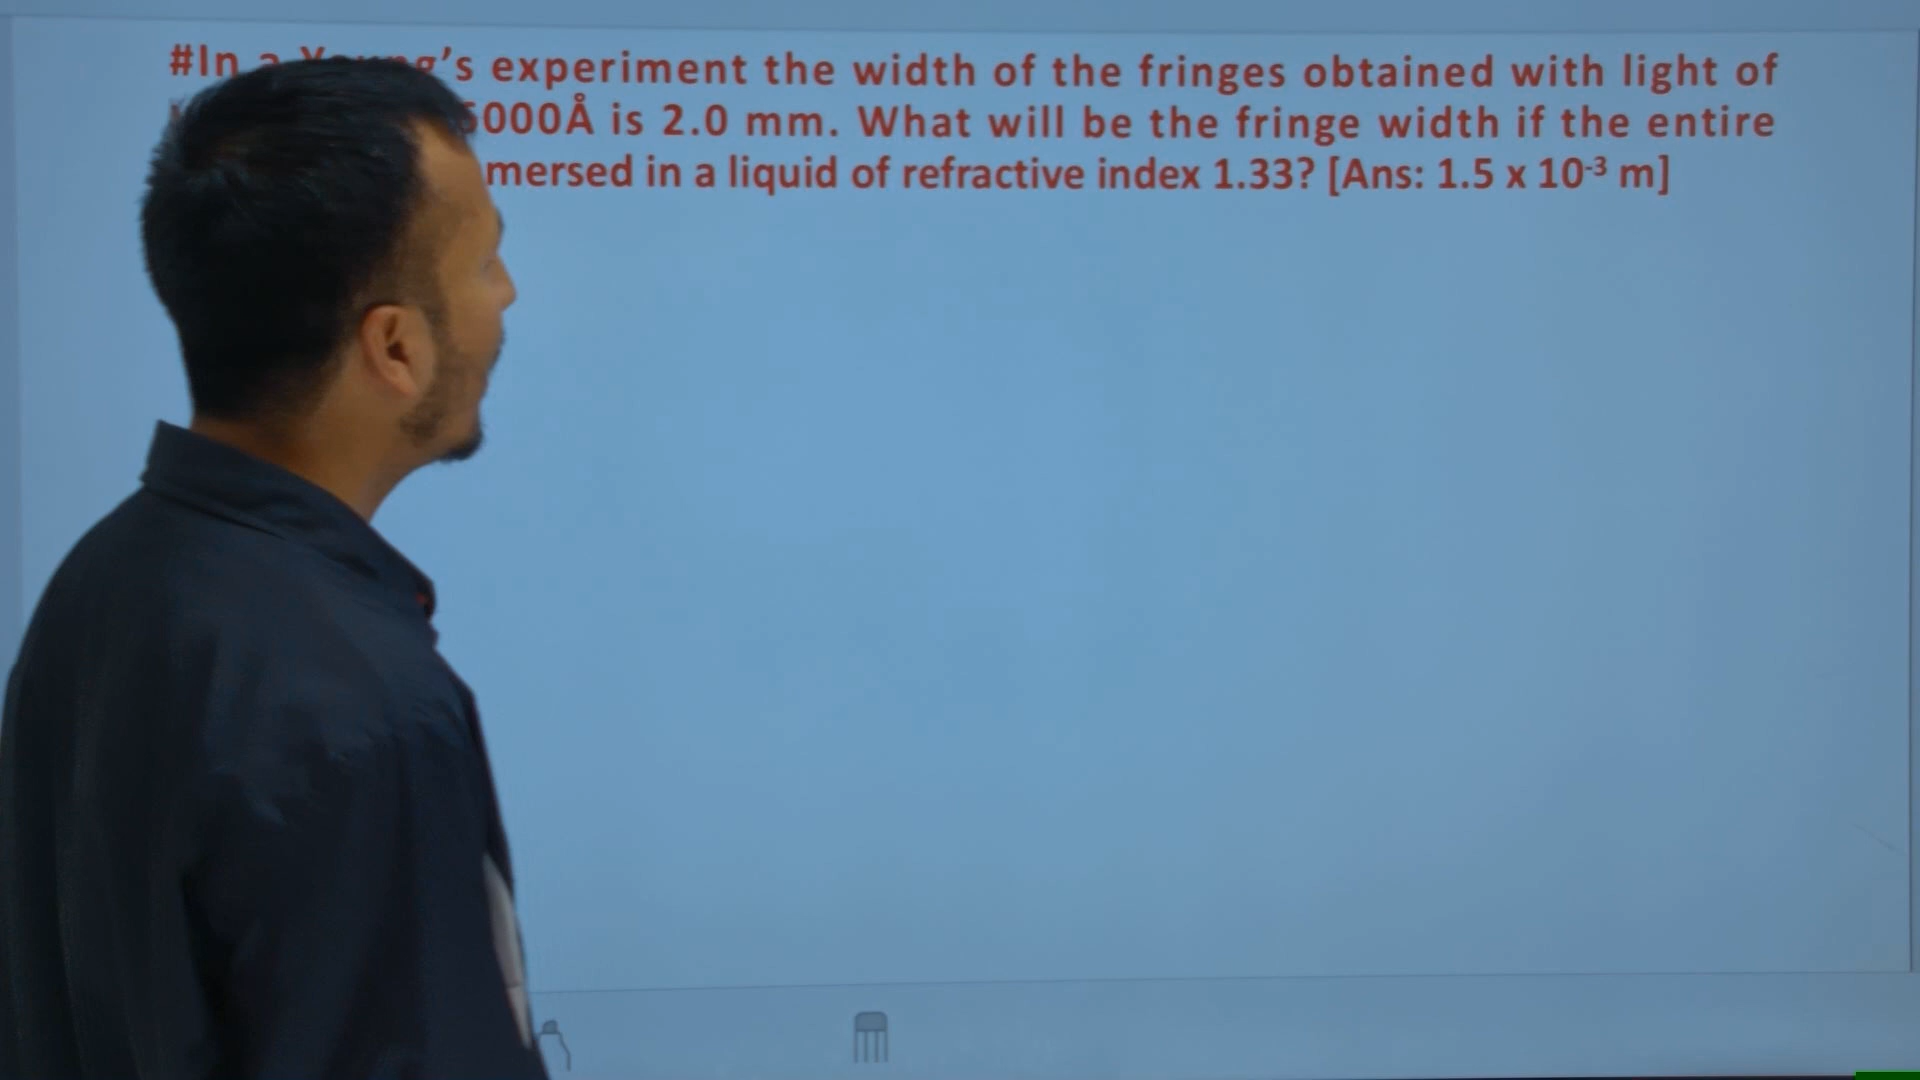 #In a Young's experiment the width of the fringes obtained with light of
000Å is 2.0 mm. What will be the fringe width if the entire
mersed in a liquid of refractive index 1.33? [Ans: 1.5 x 10⁻³ m]